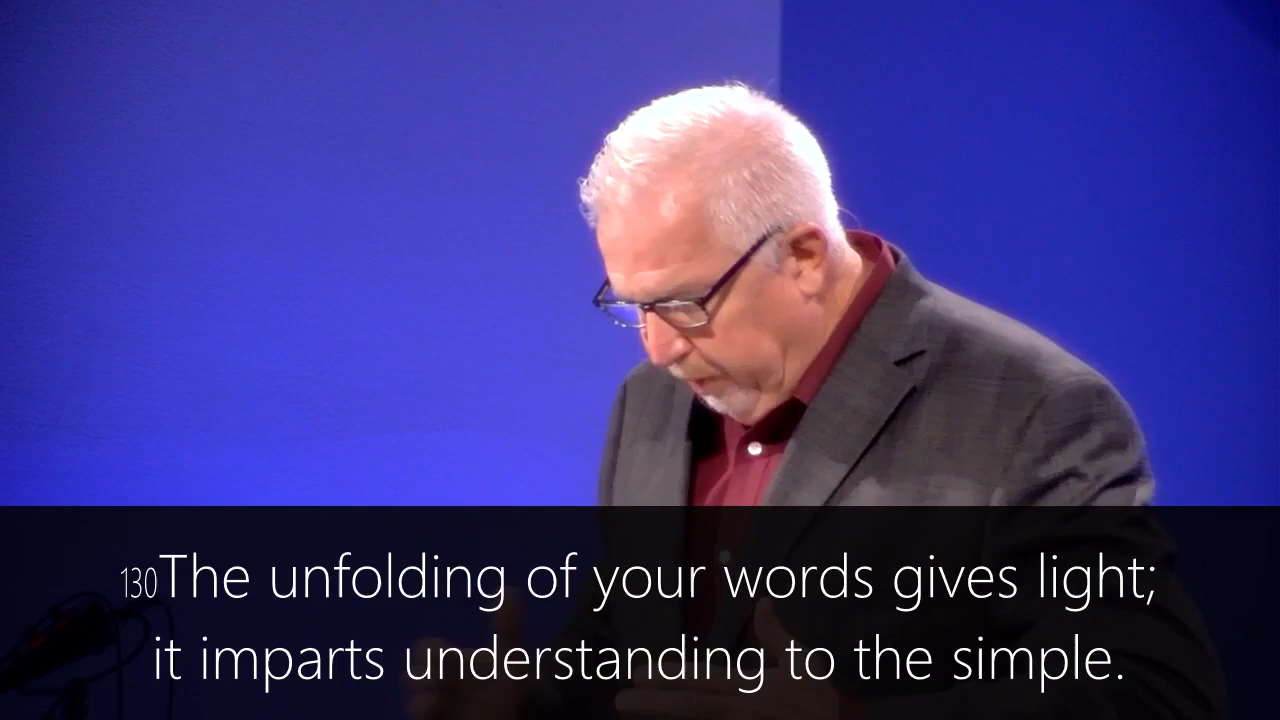 130The unfolding of your words gives light;
it imparts understanding to the simple.